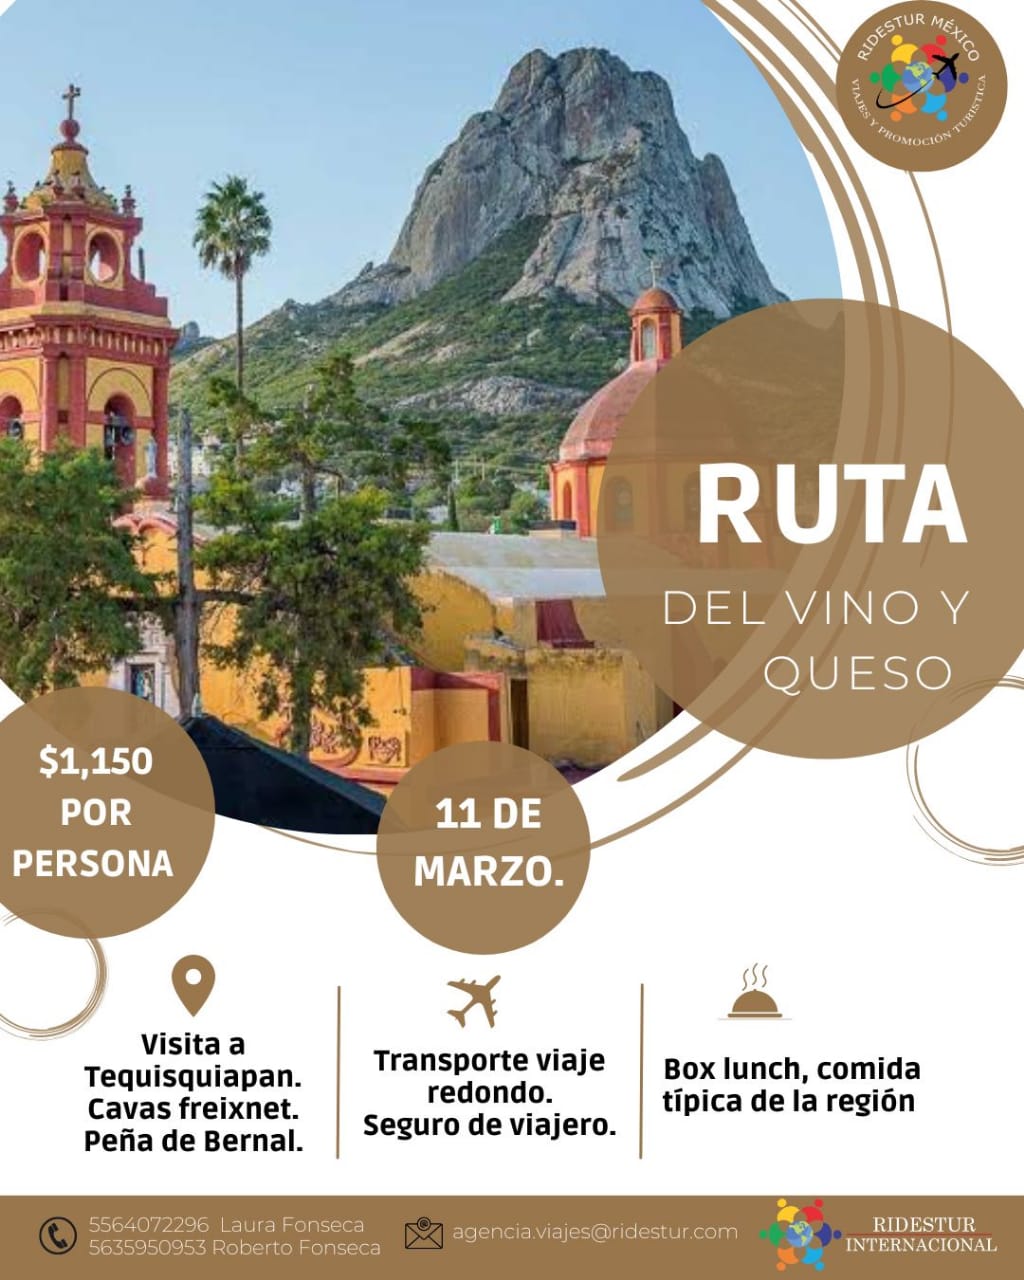 RIDESTUR MÉXICO
VIAJES Y PROMOCIÓN TURÍSTICA
RUTA
DEL VINO Y
QUESO
$1,150
POR
PERSONA
11 DE
MARZO.
Visita a
Tequisquiapan.
Cavas freixnet.
Peña de Bernal.
Transporte viaje
redondo.
Seguro de viajero.
Box lunch, comida
típica de la región
5564072296 Laura Fonseca
5635950953 Roberto Fonseca
agencia.viajes@ridestur.com
RIDESTUR
INTERNACIONAL